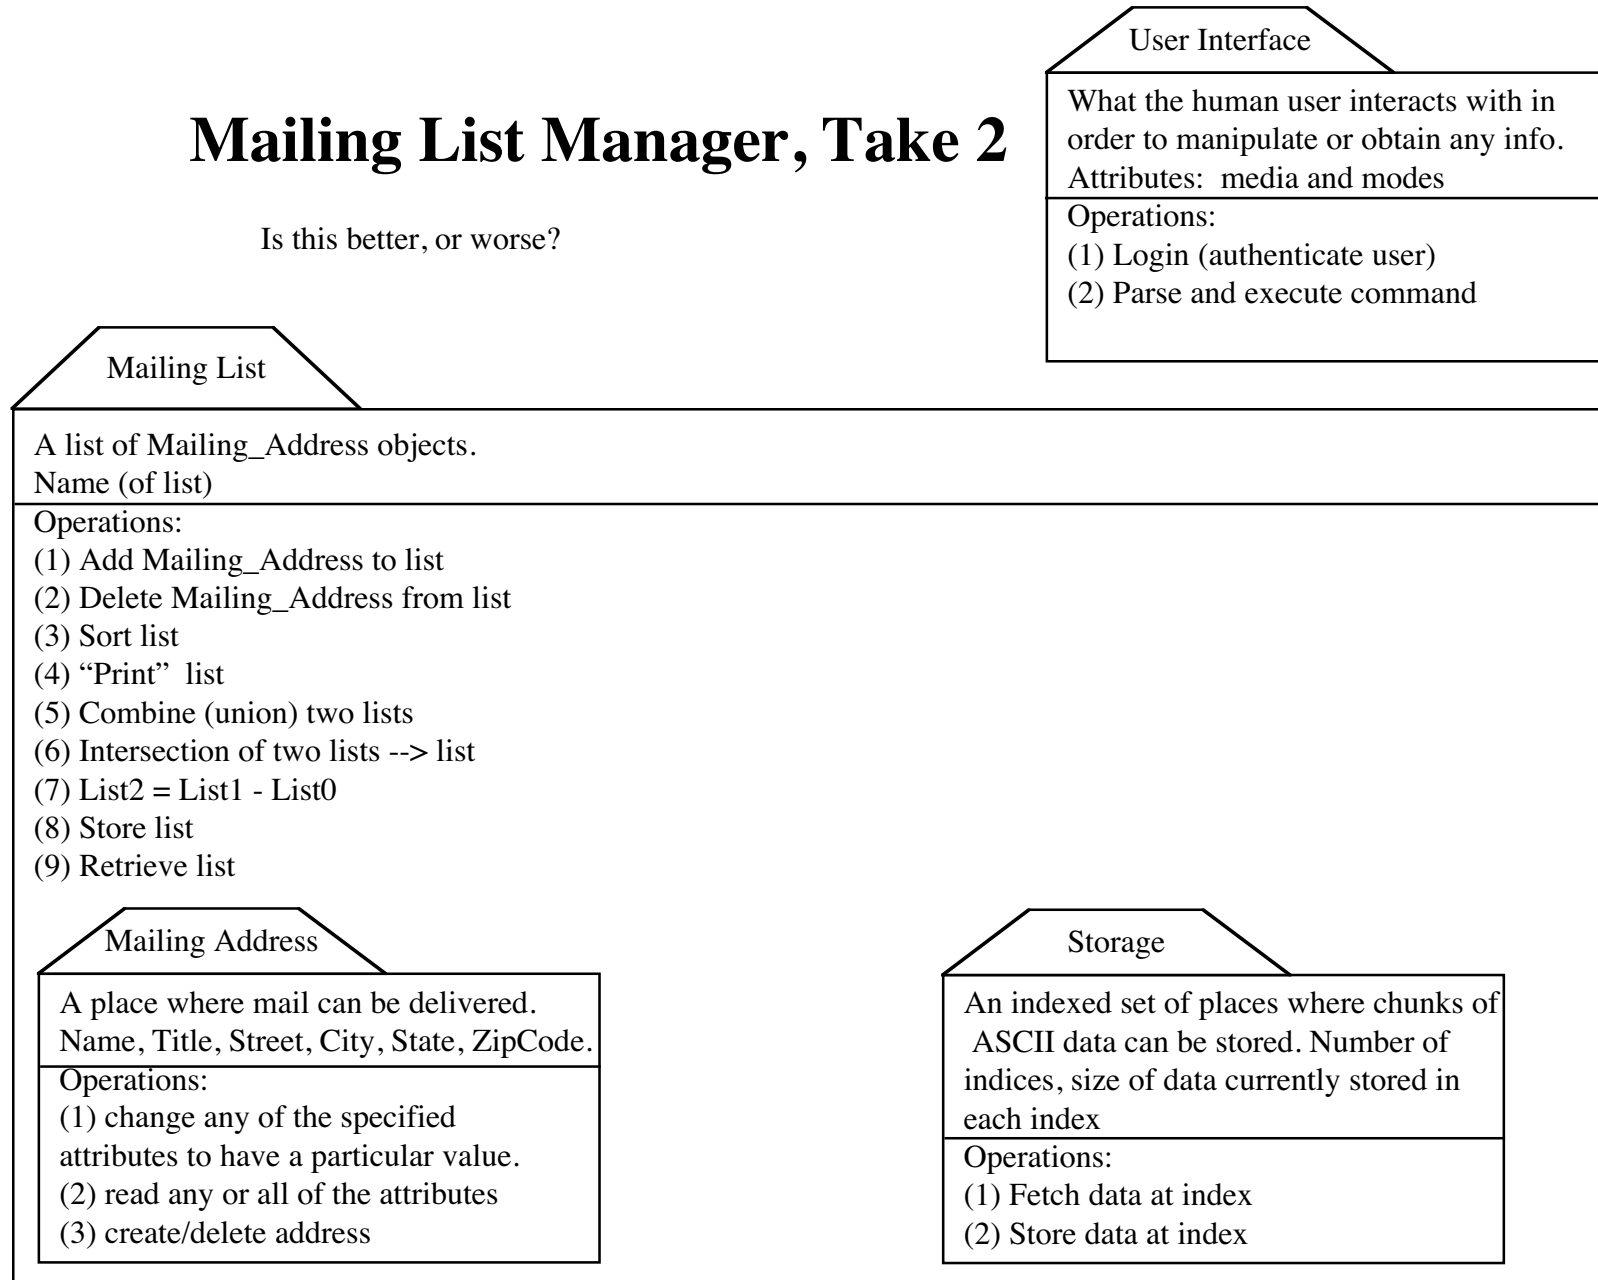 User Interface
What the human user interacts with in
order to manipulate or obtain any info.
Attributes:  media and modes
Operations:
(1) Login (authenticate user)
(2) Parse and execute command
Mailing List Manager, Take 2
Is this better, or worse?
Mailing List
A list of Mailing_Address objects.
Name (of list)
Operations:
(1) Add Mailing_Address to list
(2) Delete Mailing_Address from list
(3) Sort list
(4) “Print”  list
(5) Combine (union) two lists
(6) Intersection of two lists --> list
(7) List2 = List1 - List0
(8) Store list
(9) Retrieve list
Mailing Address
A place where mail can be delivered.
Name, Title, Street, City, State, ZipCode.
Operations:
(1) change any of the specified
attributes to have a particular value.
(2) read any or all of the attributes
(3) create/delete address
Storage
An indexed set of places where chunks of
ASCII data can be stored. Number of
indices, size of data currently stored in
each index
Operations:
(1) Fetch data at index
(2) Store data at index